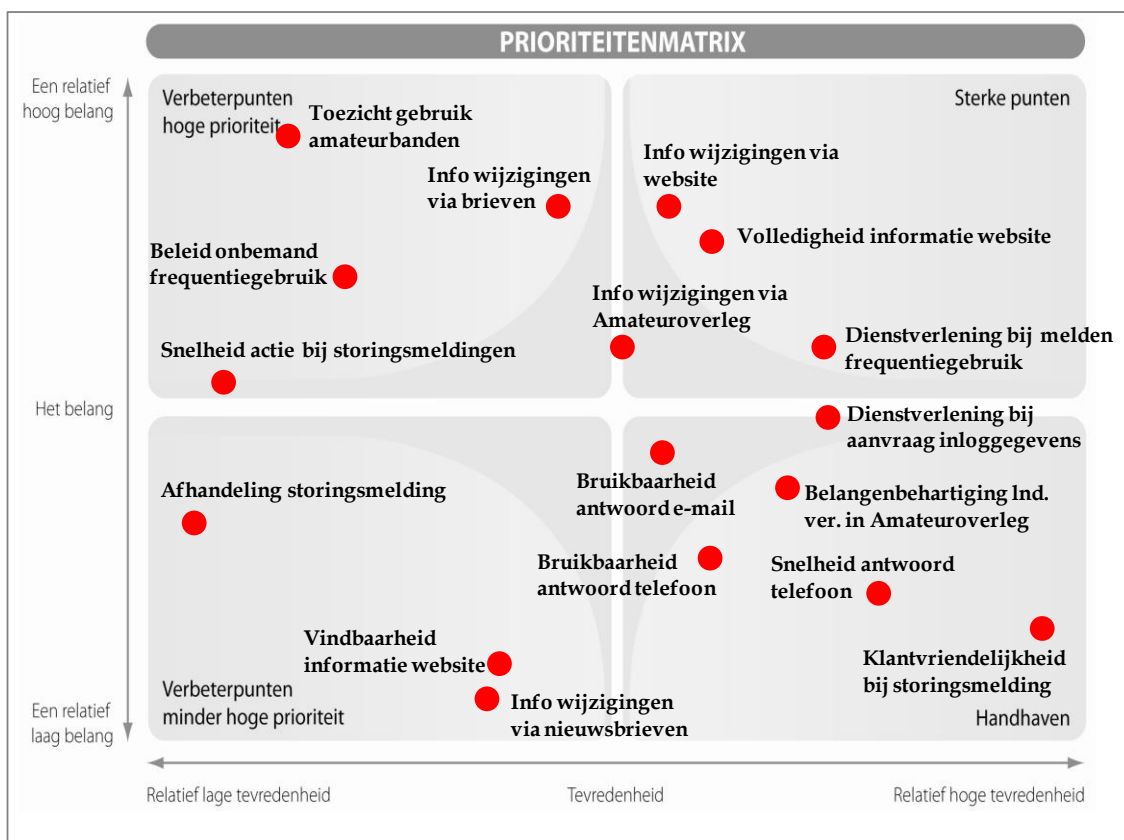 PRIORITEITENMATRIX
Een relatief
hoog belang
Verbeterpunten
hoge prioriteit
Toezicht gebruik
amateurbanden
Sterke punten
Info wijzigingen
via brieven
Info wijzigingen via
website
Volledigheid informatie website
Beleid onbemand
frequentiegebruik
Info wijzigingen via
Amateuroverleg
Dienstverlening bij melden
frequentiegebruik
Snelheid actie bij storingsmeldingen
Het belang
Dienstverlening bij
aanvraag inloggegevens
Afhandeling storingsmelding
Bruikbaarheid
antwoord e-mail
Belangenbehartiging lnd.
ver. in Amateuroverleg
Bruikbaarheid
antwoord telefoon
Snelheid antwoord
telefoon
Vindbaarheid
informatie website
Klantvriendelijkheid
bij storingsmelding
Verbeterpunten
minder hoge prioriteit
Info wijzigingen
via nieuwsbrieven
Handhaven
Een relatief
laag belang
Relatief lage tevredenheid
Tevredenheid
Relatief hoge tevredenheid